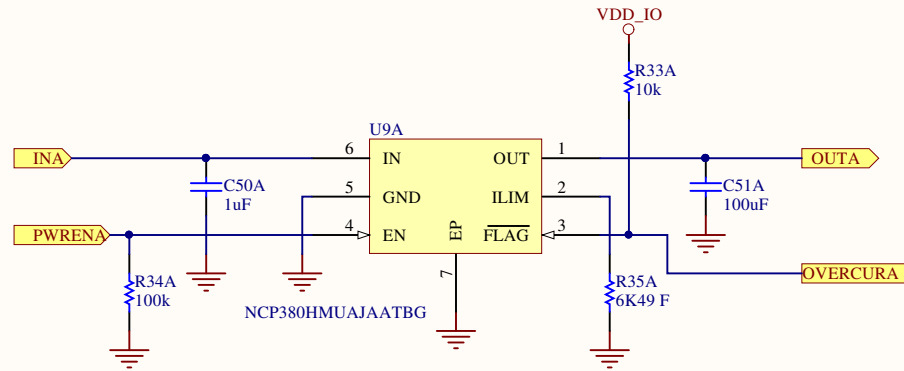 VDD_IO
R33A
10k
U9A
INA
6
IN
OUT
1
OUTA
C50A
1uF
5
GND
ILIM
2
C51A
100uF
PWRENA
4
EN
EP
FLAG
3
7
OVERCURA
R34A
100k
R35A
6K49 F
NCP380HMUAJAATBG